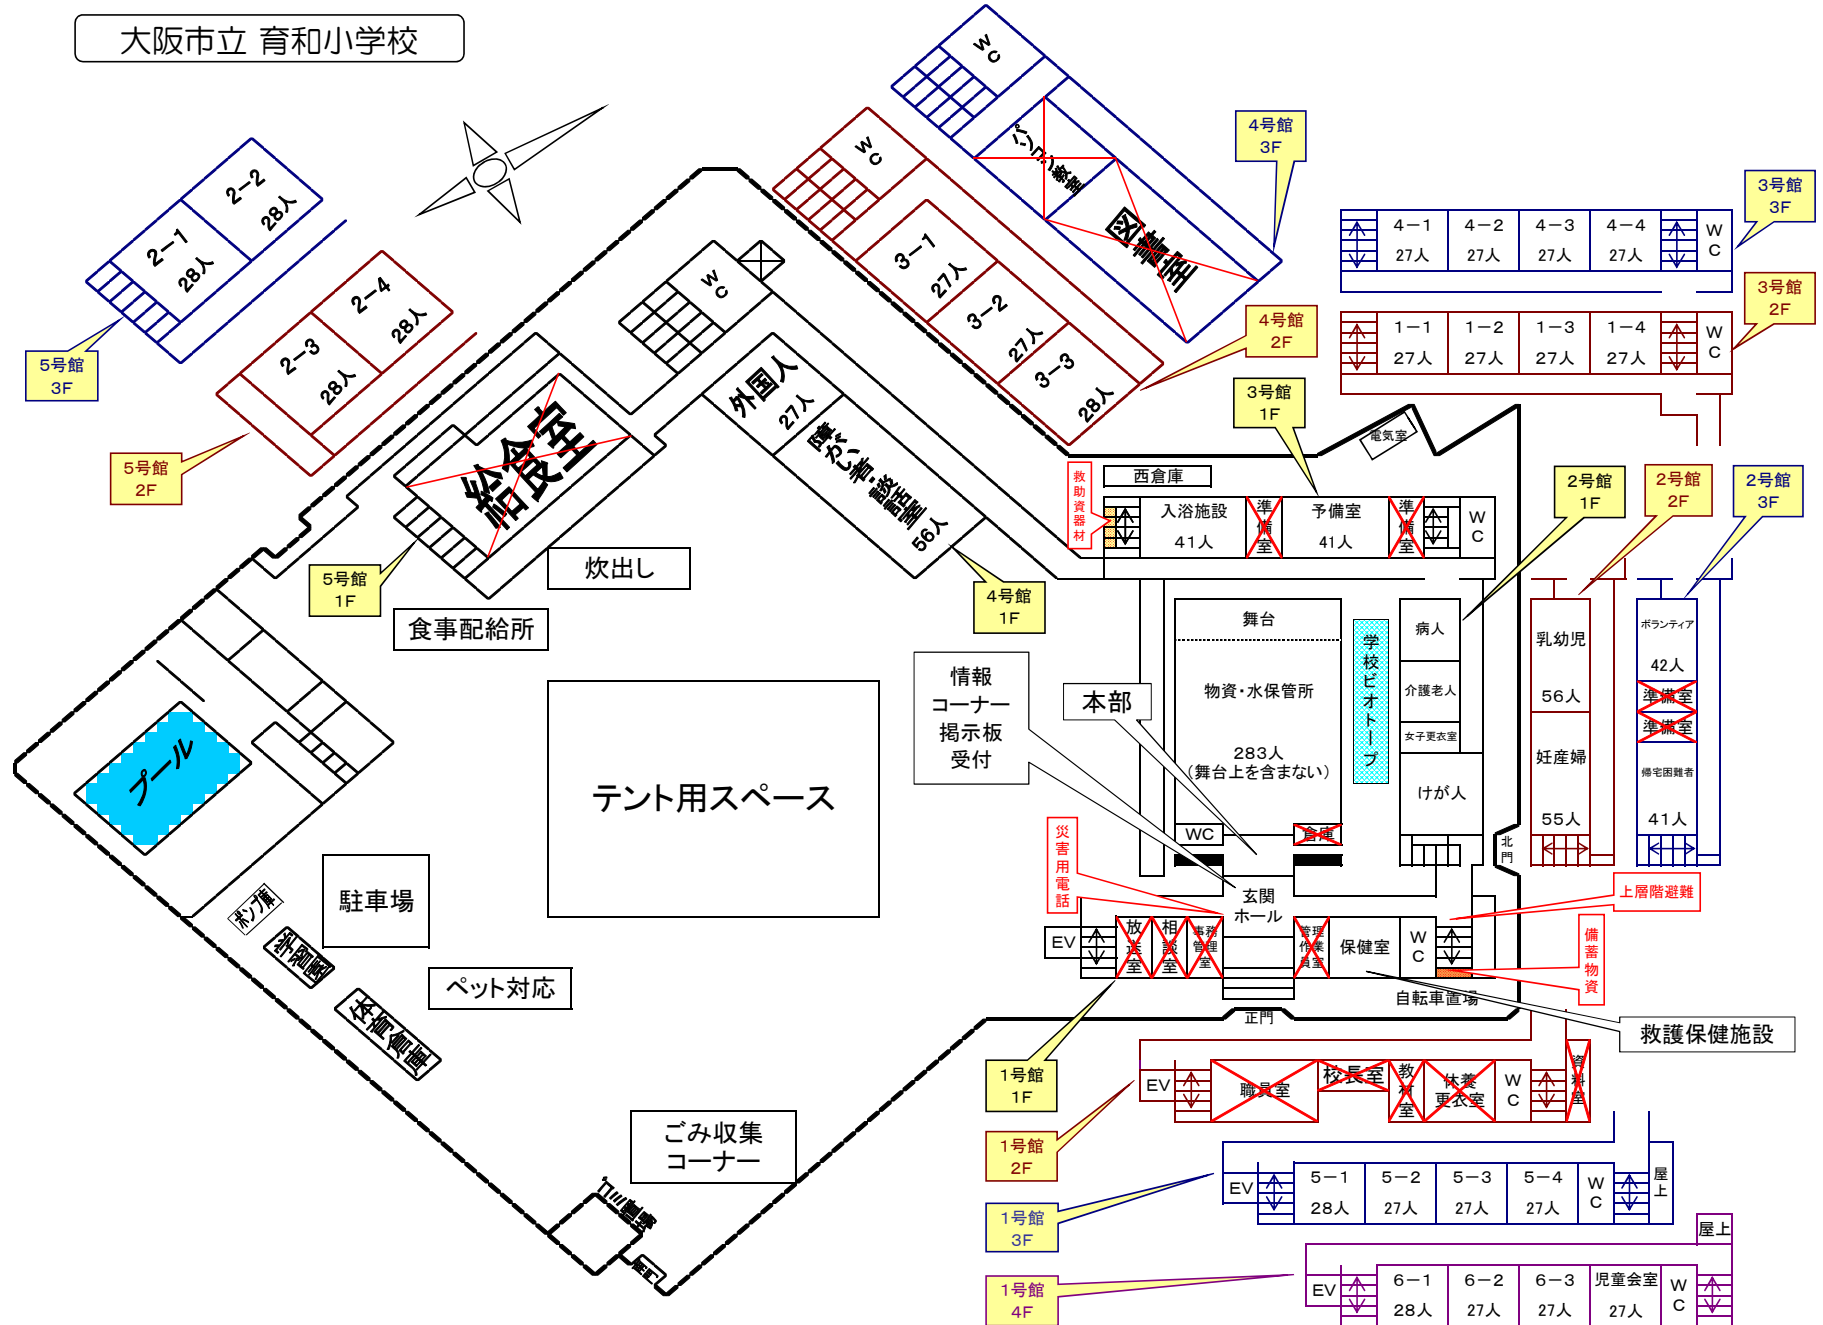 大阪市立 育和小学校
WC
パソコン教室
図書室
4号館
3F
WC
3-1
27人
3-2
27人
3-3
28人
4号館
2F
2-2
28人
2-1
28人
5号館
3F
2-4
28人
2-3
28人
5号館
2F
3号館
3F
4-1
4-2
4-3
4-4
WC
27人
27人
27人
27人
3号館
2F
1-1
1-2
1-3
1-4
WC
27人
27人
27人
27人
WC
外国人
27人
障がい者・談話室
56人
4号館
1F
給食室
5号館
1F
炊出し
食事配給所
3号館
1F
電気室
西倉庫
救助資器材
入浴施設
41人
準備室
予備室
41人
準備室
WC
2号館
1F
2号館
2F
2号館
3F
舞台
物資・水保管所
283人
(舞台上を含まない)
WC
倉庫
学校ビオトープ
病人
介護老人
女子更衣室
けが人
乳幼児
56人
妊産婦
55人
ボランティア
42人
準備室
準備室
帰宅困難者
41人
北門
情報
コーナー
掲示板
受付
本部
テント用スペース
プール
駐車場
ポンプ庫
学習園
体育倉庫
ペット対応
ごみ収集
コーナー
ゴミ置場
南門
災害用電話
玄関
ホール
EV
放送室
相談室
事務管理室
管理作業員室
保健室
WC
上層階避難
備蓄物資
自転車置場
正門
救護保健施設
1号館
1F
1号館
2F
EV
職員室
校長室
教材室
休養
更衣室
WC
資料室
1号館
3F
EV
5-1
5-2
5-3
5-4
WC
28人
27人
27人
27人
屋上
1号館
4F
屋上
EV
6-1
6-2
6-3
児童会室
WC
28人
27人
27人
27人